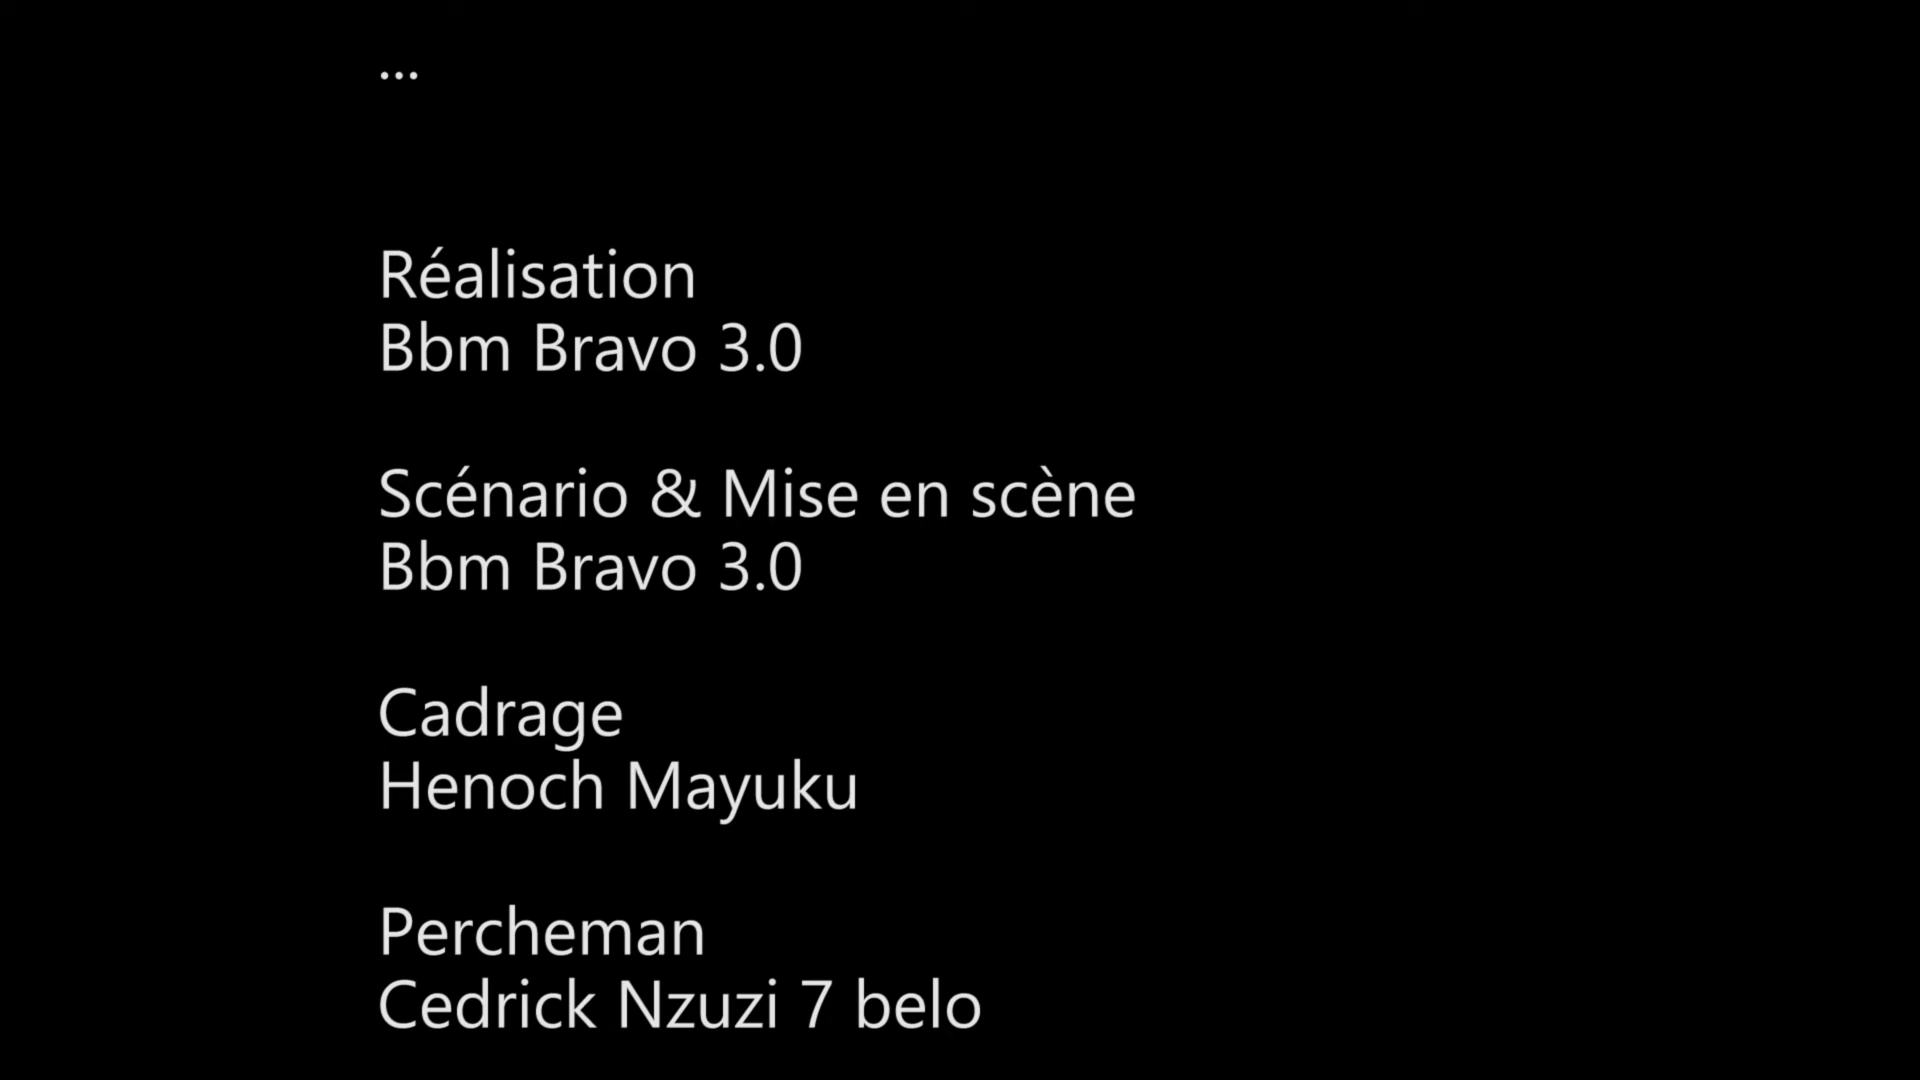 ...
Réalisation
Bbm Bravo 3.0
Scénario & Mise en scène
Bbm Bravo 3.0
Cadrage
Henoch Mayuku
Percheman
Cedrick Nzuzi 7 belo